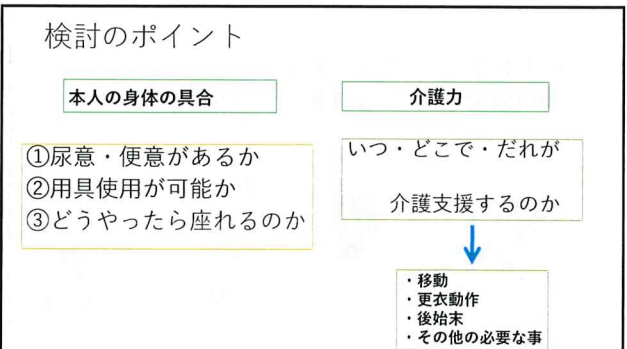 検討のポイント
本人の身体の具合
①尿意・便意があるか
②用具使用が可能か
③どうやったら座れるのか
介護力
いつ・どこで・だれが
介護支援するのか
・移動
・更衣動作
・後始末
・その他の必要な事